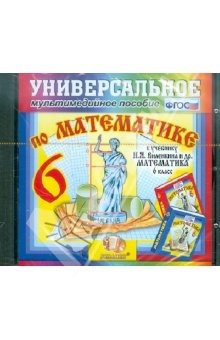 УНИВЕРСАЛЬНОЕ
мультимедийное пособие
ФГОС
по МАТЕМАТИКЕ
6
к учебнику
Н.Я. Виленкина и др.
МАТЕМАТИКА
6 класс